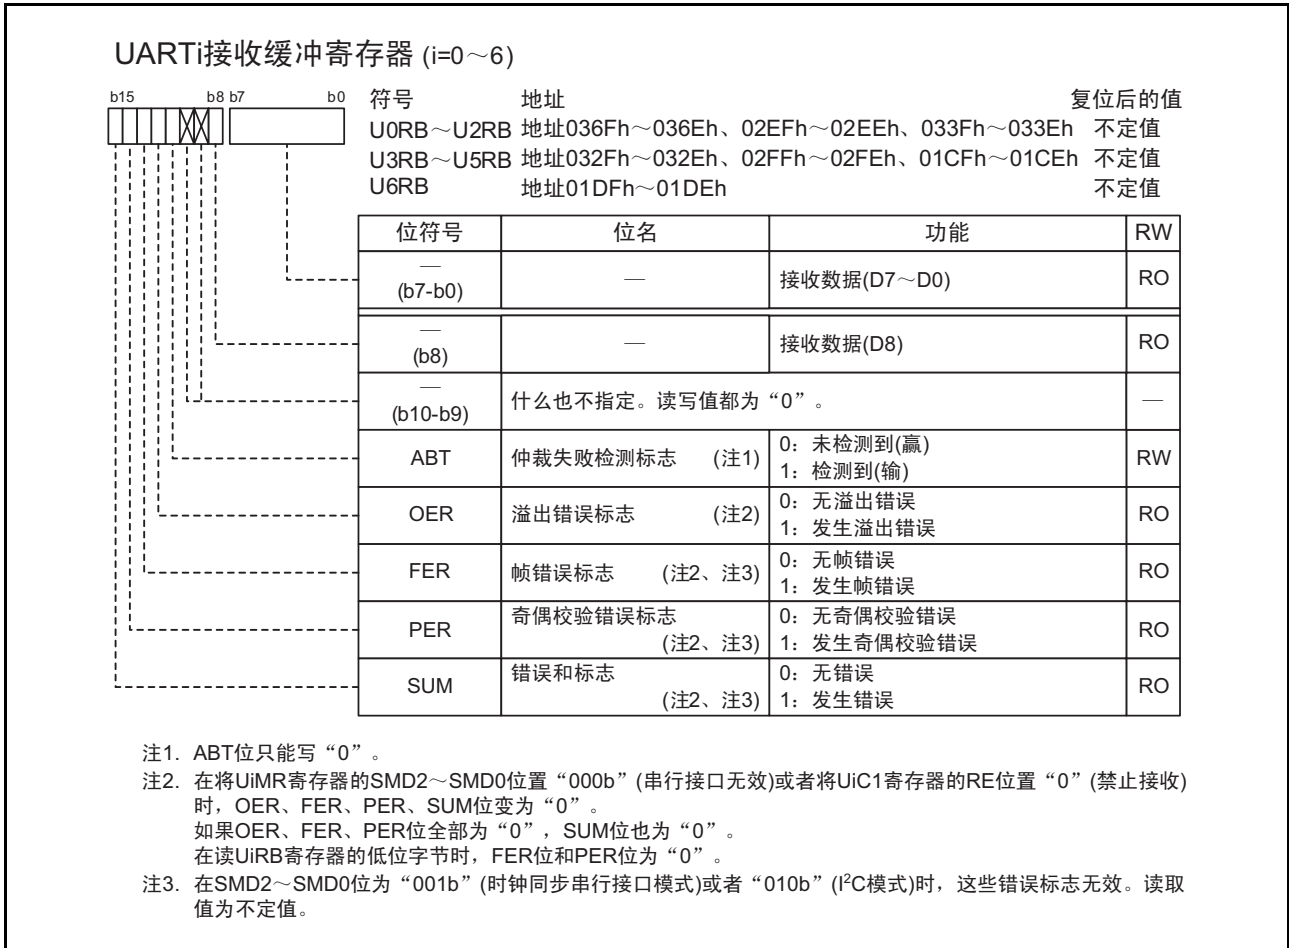 UARTi接收缓冲寄存器 (i=0～6)
b15 b8 b7 b0
符号 地址 复位后的值
U0RB～U2RB 地址036Fh～036Eh、02EFh～02EEh、033Fh～033Eh 不定值
U3RB～U5RB 地址032Fh～032Eh、02FFh～02FEh、01CFh～01CEh 不定值
U6RB 地址01DFh～01DEh 不定值
位符号 位名 功能 RW
—
(b7-b0) — 接收数据(D7～D0) RO
—
(b8) — 接收数据(D8) RO
—
(b10-b9) 什么也不指定。读写值都为“0”。 —
ABT 仲裁失败检测标志 (注1) 0：未检测到(赢) RW
1：检测到(输)
OER 溢出错误标志 (注2) 0：无溢出错误 RO
1：发生溢出错误
FER 帧错误标志 (注2、注3) 0：无帧错误 RO
1：发生帧错误
PER 奇偶校验错误标志 0：无奇偶校验错误 RO
(注2、注3) 1：发生奇偶校验错误
SUM 错误和标志 0：无错误 RO
(注2、注3) 1：发生错误
注1. ABT位只能写“0”。
注2. 在将UiMR寄存器的SMD2～SMD0位置“000b”(串行接口无效)或者将UiC1寄存器的RE位置“0”(禁止接收)
时，OER、FER、PER、SUM位变为“0”。
如果OER、FER、PER位全部为“0”，SUM位也为“0”。
在读UiRB寄存器的低位字节时，FER位和PER位为“0”。
注3. 在SMD2～SMD0位为“001b”(时钟同步串行接口模式)或者“010b”(I²C模式)时，这些错误标志无效。读取
值为不定值。